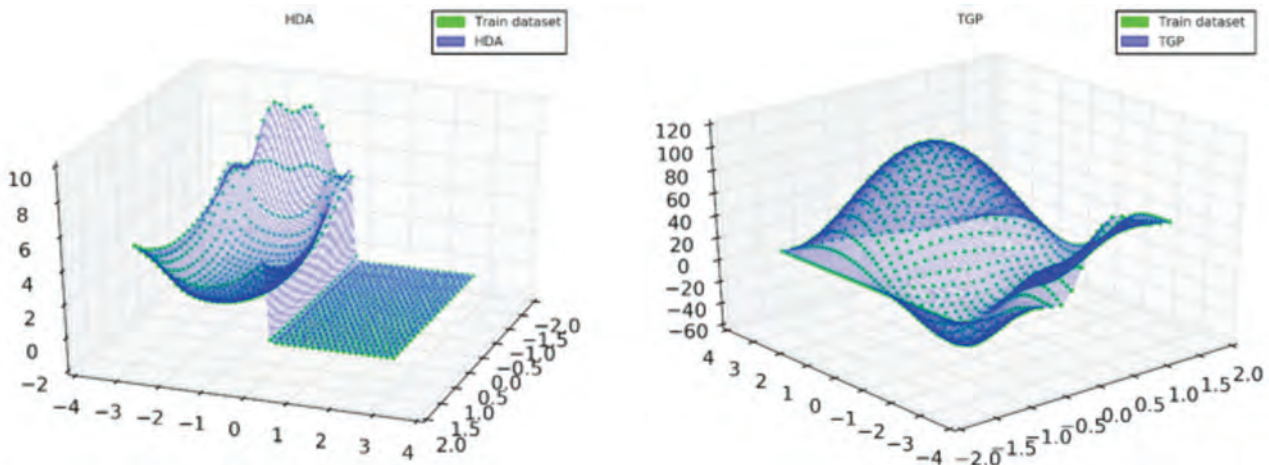 HDA
Train dataset
HDA
10
8
6
4
2
0
−2
−4 −3 −2 −1 0 1 2 3 4
2.0 1.5 1.0 0.5 0.0 −0.5 −1.0 −1.5 −2.0
TGP
Train dataset
TGP
120
100
80
60
40
20
0
−20
−40
−60
4 3 2 1 0 −1 −2 −3 −4
−2.0 −1.5 −1.0 −0.5 0.0 0.5 1.0 1.5 2.0